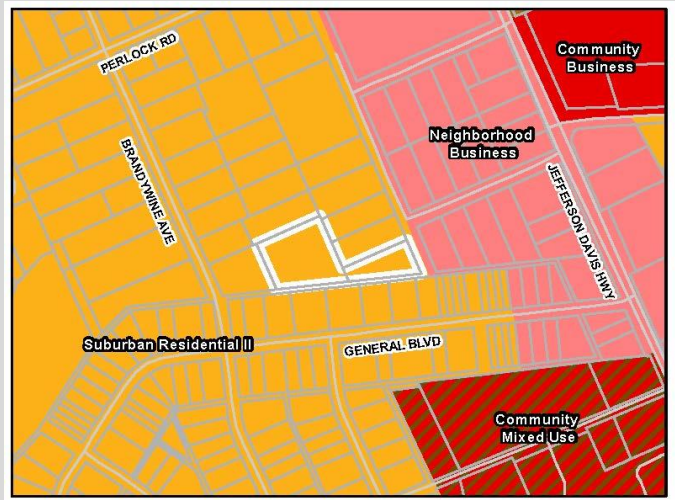 PERLOCK RD
Community
Business
Neighborhood
Business
BRANDYWINE AVE
JEFFERSON DAVIS HWY
Suburban Residential II
GENERAL BLVD
Community
Mixed Use